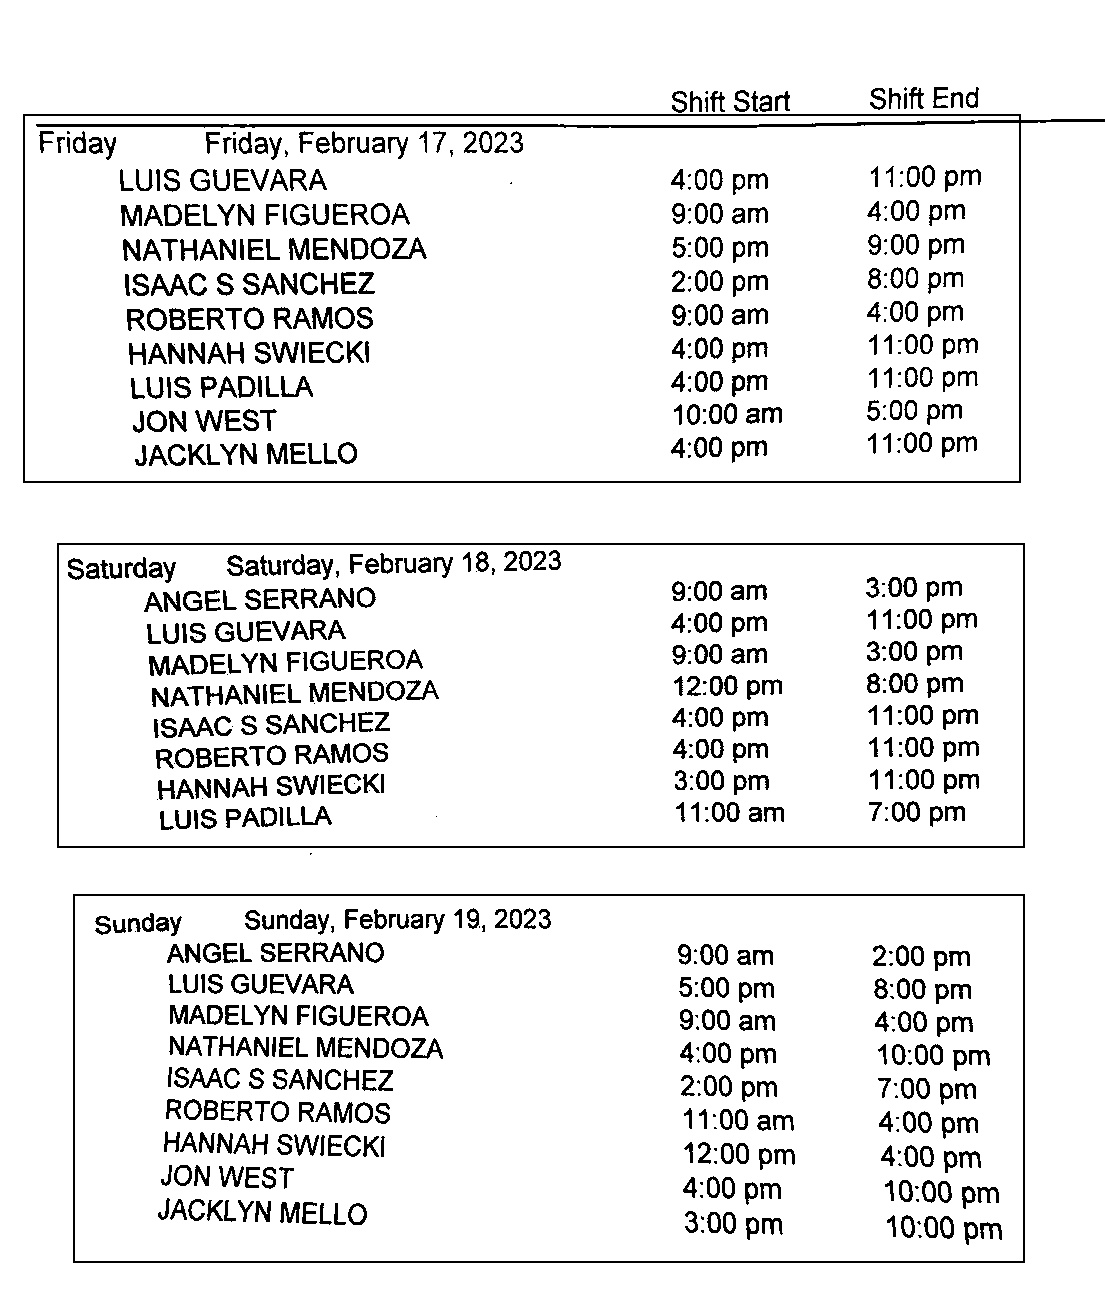 Shift Start Shift End
Friday Friday, February 17, 2023
LUIS GUEVARA 4:00 pm 11:00 pm
MADELYN FIGUEROA 9:00 am 4:00 pm
NATHANIEL MENDOZA 5:00 pm 9:00 pm
ISAAC S SANCHEZ 2:00 pm 8:00 pm
ROBERTO RAMOS 9:00 am 4:00 pm
HANNAH SWIECKI 4:00 pm 11:00 pm
LUIS PADILLA 4:00 pm 11:00 pm
JON WEST 10:00 am 5:00 pm
JACKLYN MELLO 4:00 pm 11:00 pm
Saturday Saturday, February 18, 2023
ANGEL SERRANO 9:00 am 3:00 pm
LUIS GUEVARA 4:00 pm 11:00 pm
MADELYN FIGUEROA 9:00 am 3:00 pm
NATHANIEL MENDOZA 12:00 pm 8:00 pm
ISAAC S SANCHEZ 4:00 pm 11:00 pm
ROBERTO RAMOS 4:00 pm 11:00 pm
HANNAH SWIECKI 3:00 pm 11:00 pm
LUIS PADILLA 11:00 am 7:00 pm
Sunday Sunday, February 19, 2023
ANGEL SERRANO 9:00 am 2:00 pm
LUIS GUEVARA 5:00 pm 8:00 pm
MADELYN FIGUEROA 9:00 am 4:00 pm
NATHANIEL MENDOZA 4:00 pm 10:00 pm
ISAAC S SANCHEZ 2:00 pm 7:00 pm
ROBERTO RAMOS 11:00 am 4:00 pm
HANNAH SWIECKI 12:00 pm 4:00 pm
JON WEST 4:00 pm 10:00 pm
JACKLYN MELLO 3:00 pm 10:00 pm